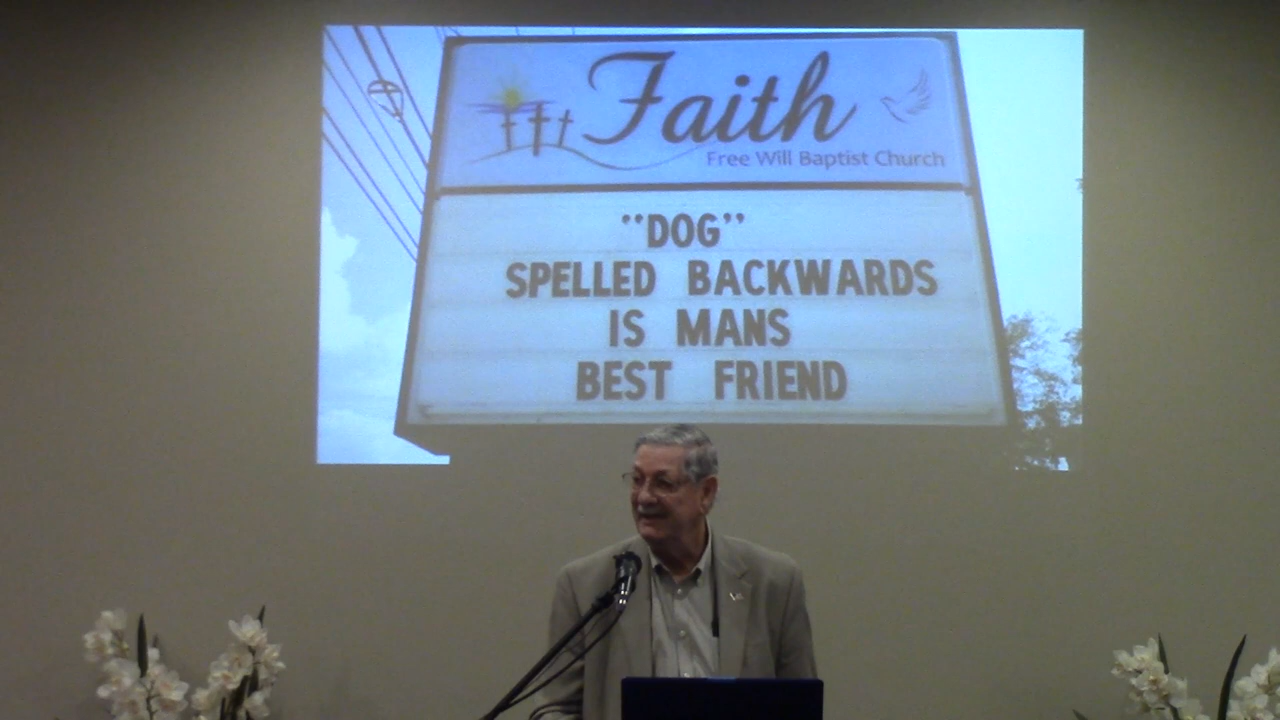 Faith
Free Will Baptist Church
"DOG"
SPELLED BACKWARDS
IS MANS
BEST FRIEND